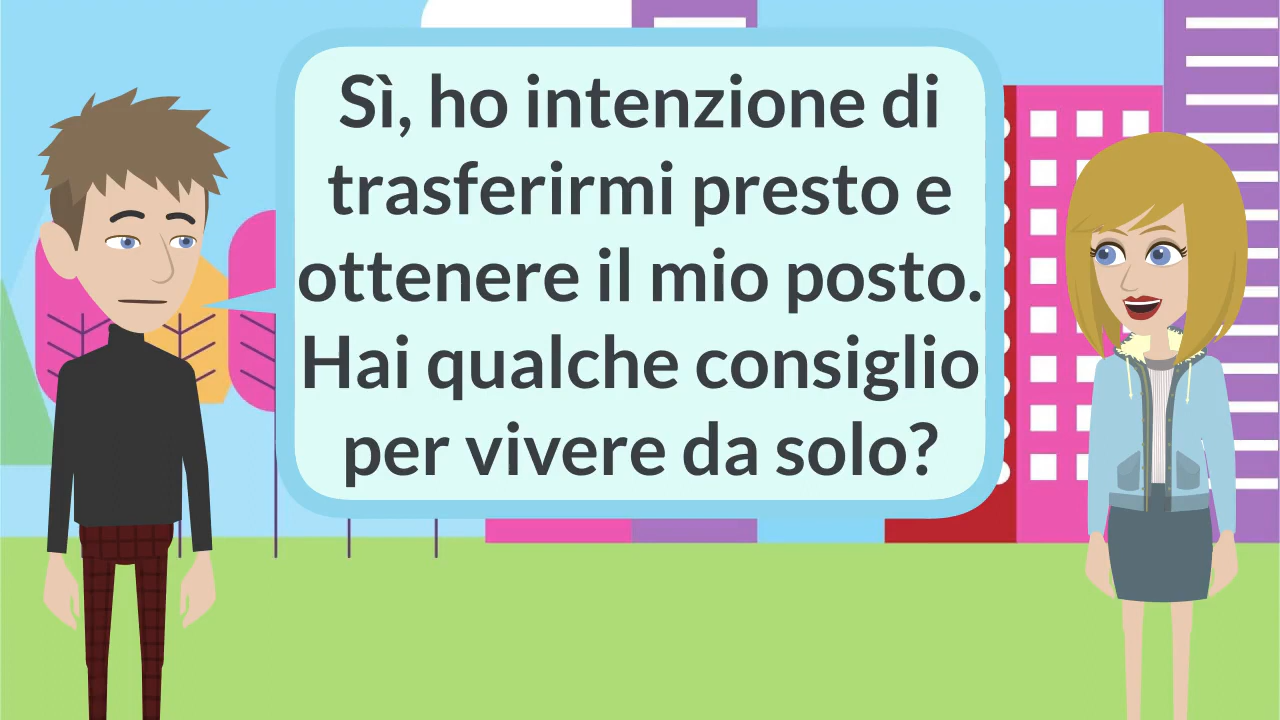 Sì, ho intenzione di
trasferirmi presto e
ottenere il mio posto.
Hai qualche consiglio
per vivere da solo?